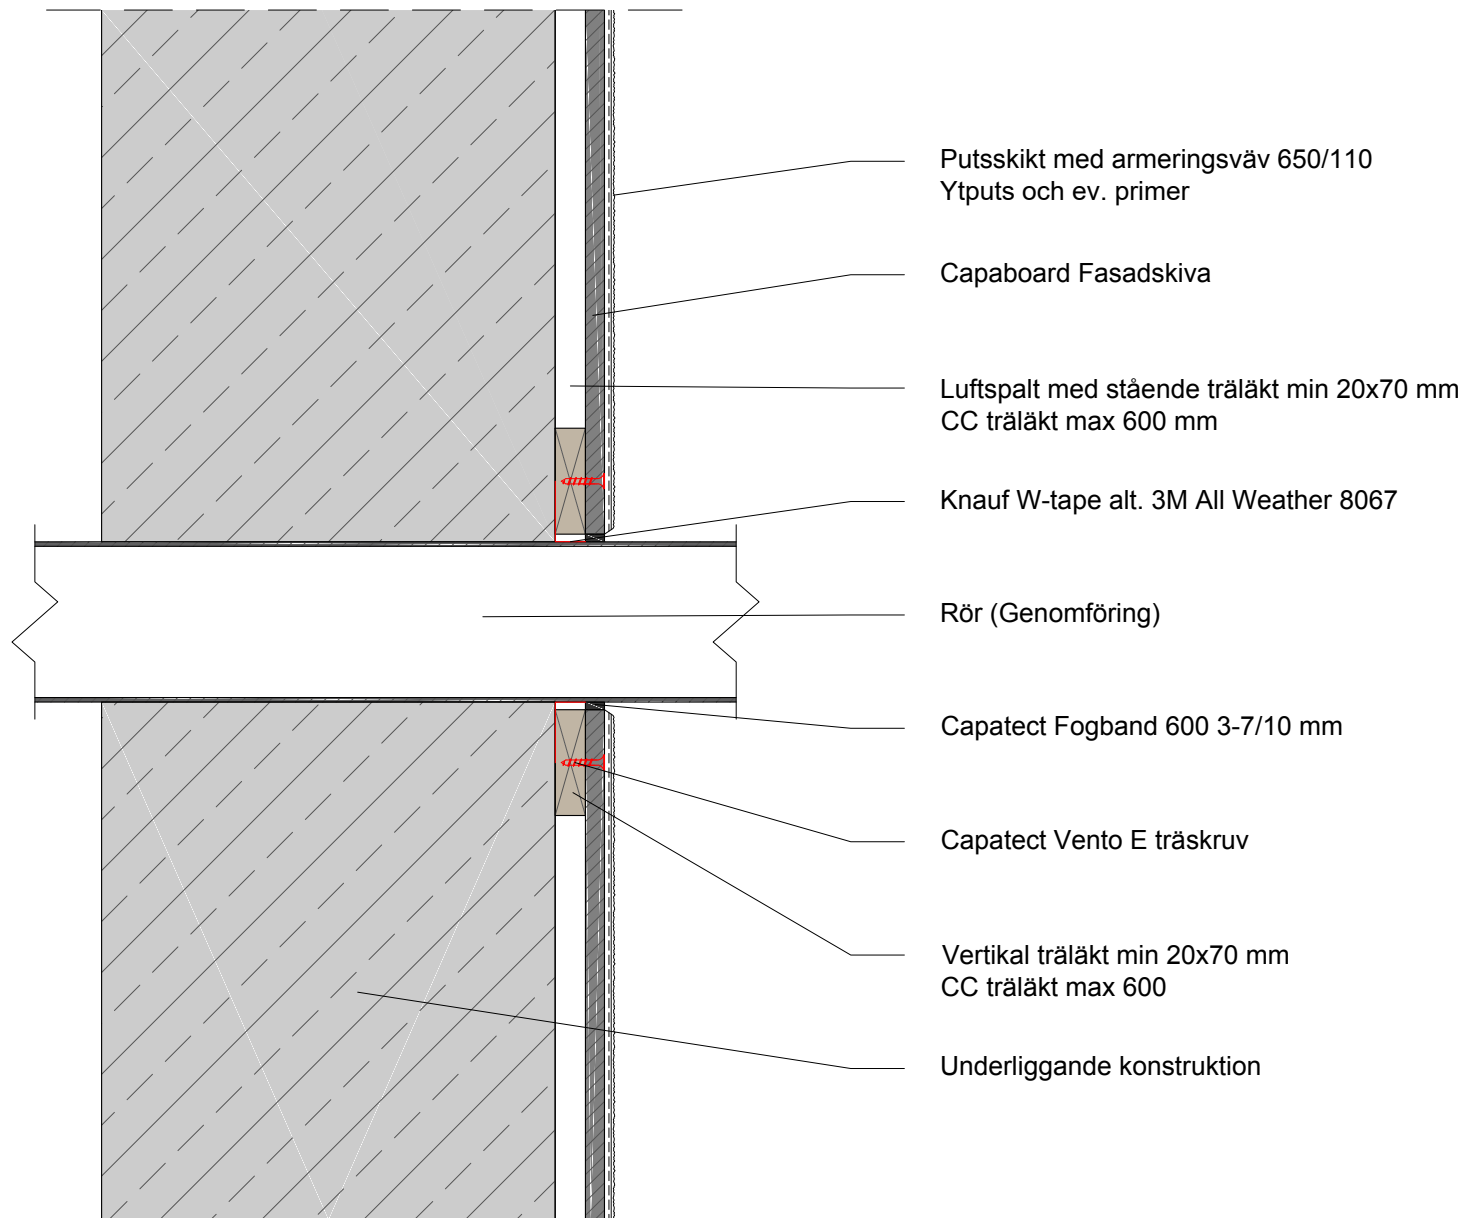 Putsskikt med armeringsväv 650/110
Ytputs och ev. primer
Capaboard Fasadskiva
Luftspalt med stående träläkt min 20x70 mm
CC träläkt max 600 mm
Knauf W-tape alt. 3M All Weather 8067
Rör (Genomföring)
Capatect Fogband 600 3-7/10 mm
Capatect Vento E träskruv
Vertikal träläkt min 20x70 mm
CC träläkt max 600
Underliggande konstruktion